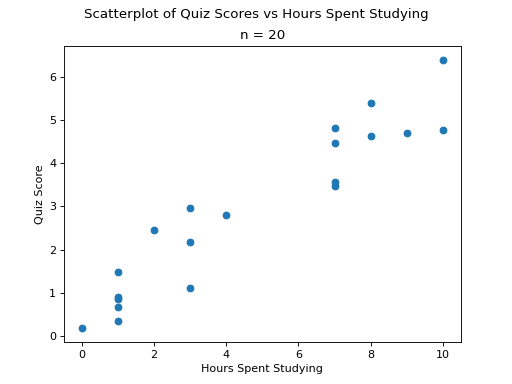 Scatterplot of Quiz Scores vs Hours Spent Studying
n = 20
6
5
4
3
2
1
0
Quiz Score
0 2 4 6 8 10
Hours Spent Studying